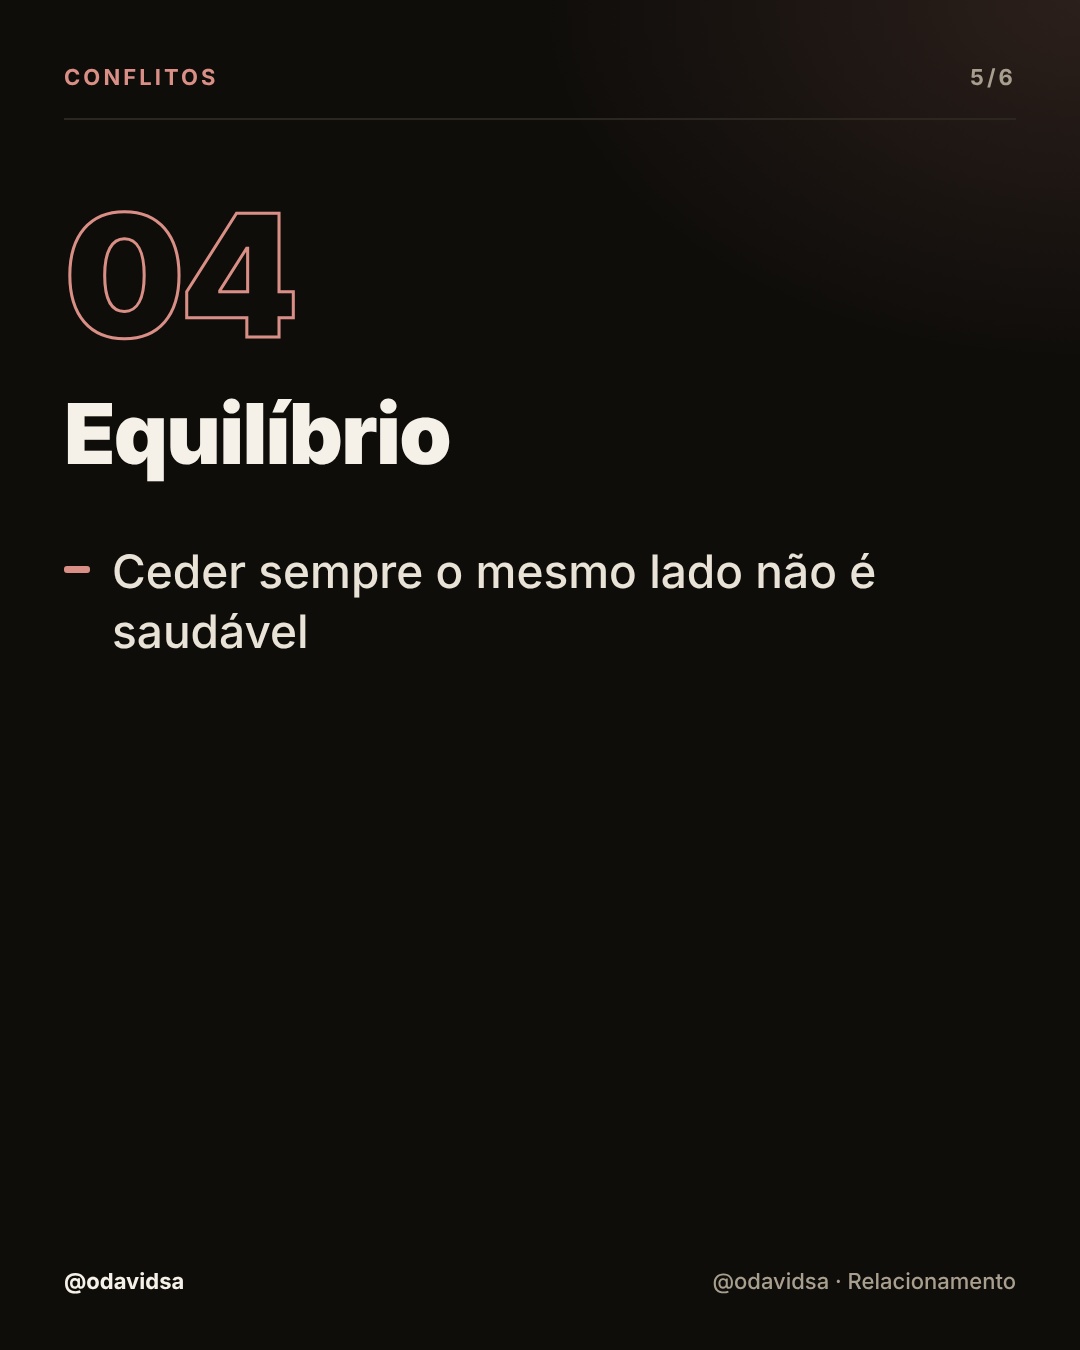 CONFLITOS
5/6
04
Equilíbrio
Ceder sempre o mesmo lado não é
saudável
@odavidsa
@odavidsa · Relacionamento